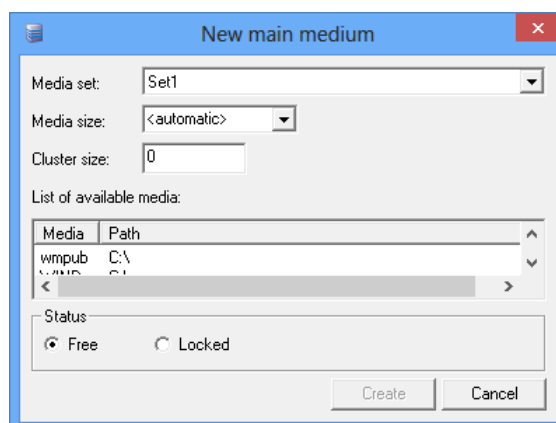 New main medium
Media set: Set1
Media size: <automatic>
Cluster size: 0
List of available media:
Media Path
wmpub C:\
Status
Free Locked
Create Cancel